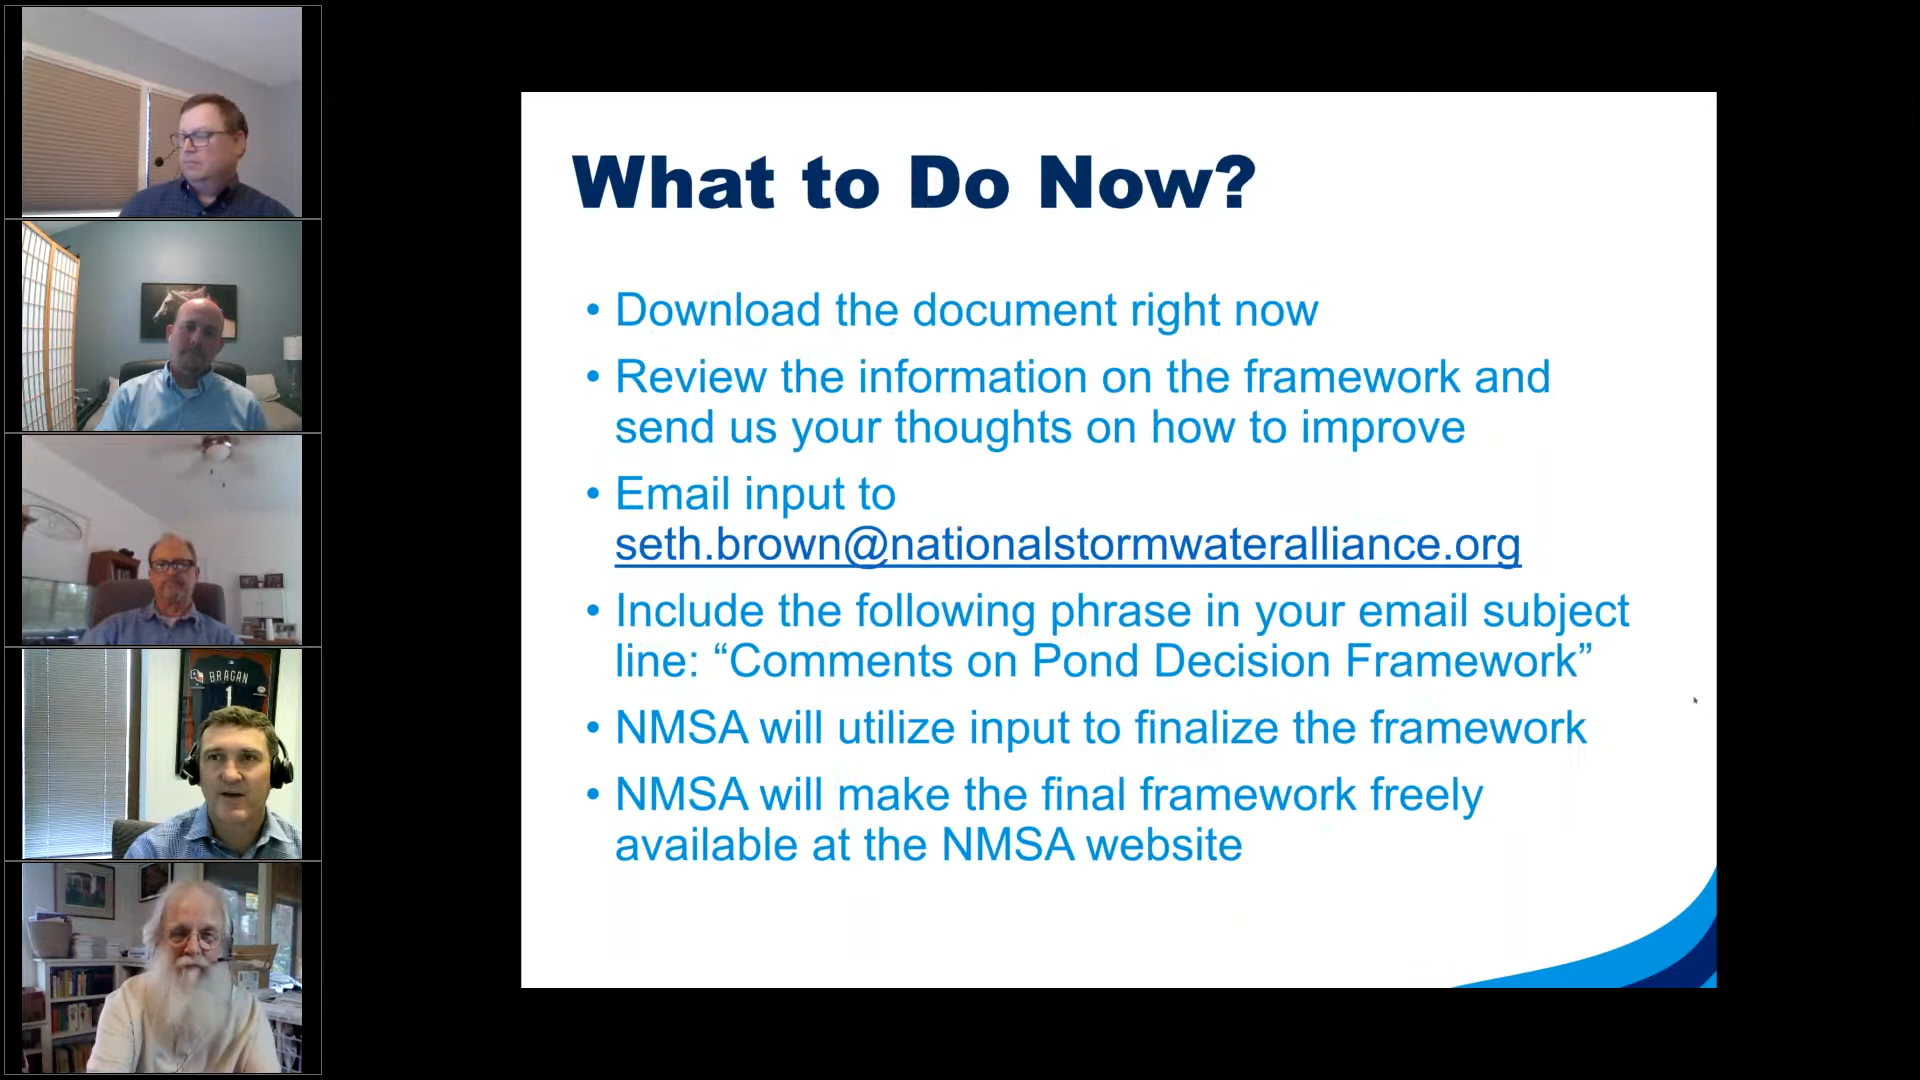 What to Do Now?
• Download the document right now
• Review the information on the framework and
send us your thoughts on how to improve
• Email input to
seth.brown@nationalstormwateralliance.org
• Include the following phrase in your email subject
line: “Comments on Pond Decision Framework”
• NMSA will utilize input to finalize the framework
• NMSA will make the final framework freely
available at the NMSA website
BRAGAN
1